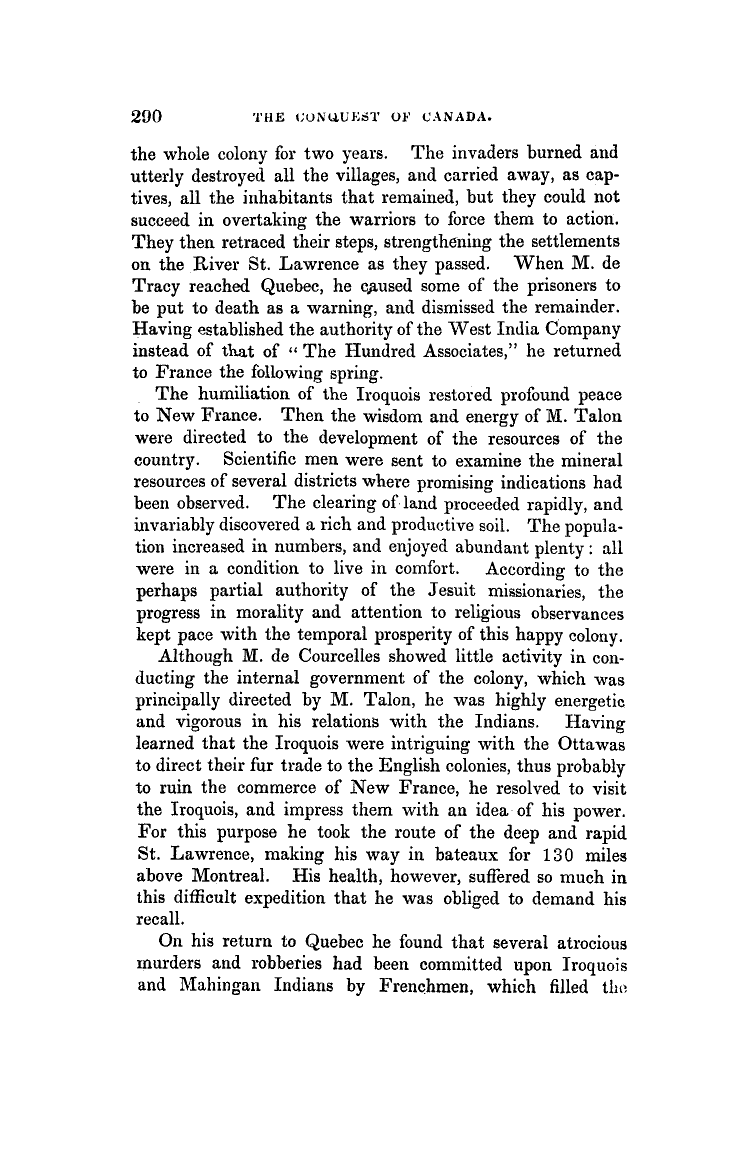 290 THE CONQUEST OF CANADA.
the whole colony for two years. The invaders burned and
utterly destroyed all the villages, and carried away, as cap-
tives, all the inhabitants that remained, but they could not
succeed in overtaking the warriors to force them to action.
They then retraced their steps, strengthening the settlements
on the River St. Lawrence as they passed. When M. de
Tracy reached Quebec, he caused some of the prisoners to
be put to death as a warning, and dismissed the remainder.
Having established the authority of the West India Company
instead of that of “ The Hundred Associates,” he returned
to France the following spring.
The humiliation of the Iroquois restored profound peace
to New France. Then the wisdom and energy of M. Talon
were directed to the development of the resources of the
country. Scientific men were sent to examine the mineral
resources of several districts where promising indications had
been observed. The clearing of land proceeded rapidly, and
invariably discovered a rich and productive soil. The popula-
tion increased in numbers, and enjoyed abundant plenty : all
were in a condition to live in comfort. According to the
perhaps partial authority of the Jesuit missionaries, the
progress in morality and attention to religious observances
kept pace with the temporal prosperity of this happy colony.
Although M. de Courcelles showed little activity in con-
ducting the internal government of the colony, which was
principally directed by M. Talon, he was highly energetic
and vigorous in his relations with the Indians. Having
learned that the Iroquois were intriguing with the Ottawas
to direct their fur trade to the English colonies, thus probably
to ruin the commerce of New France, he resolved to visit
the Iroquois, and impress them with an idea of his power.
For this purpose he took the route of the deep and rapid
St. Lawrence, making his way in bateaux for 130 miles
above Montreal. His health, however, suffered so much in
this difficult expedition that he was obliged to demand his
recall.
On his return to Quebec he found that several atrocious
murders and robberies had been committed upon Iroquois
and Mahingan Indians by Frenchmen, which filled the